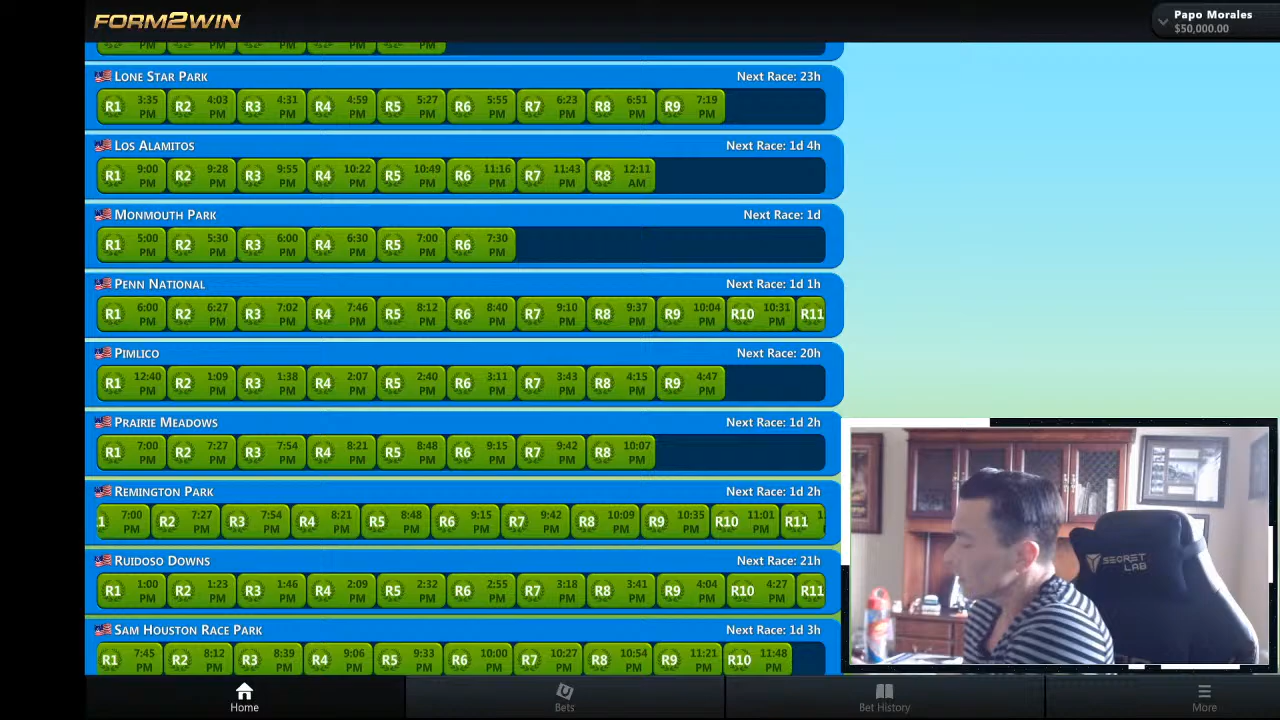 FORM2WIN
Papo Morales
$50,000.00
PM PM PM PM PM
LONE STAR PARK Next Race: 23h
R1 3:35 PM R2 4:03 PM R3 4:31 PM R4 4:59 PM R5 5:27 PM R6 5:55 PM R7 6:23 PM R8 6:51 PM R9 7:19 PM
LOS ALAMITOS Next Race: 1d 4h
R1 9:00 PM R2 9:28 PM R3 9:55 PM R4 10:22 PM R5 10:49 PM R6 11:16 PM R7 11:43 PM R8 12:11 AM
MONMOUTH PARK Next Race: 1d
R1 5:00 PM R2 5:30 PM R3 6:00 PM R4 6:30 PM R5 7:00 PM R6 7:30 PM
PENN NATIONAL Next Race: 1d 1h
R1 6:00 PM R2 6:27 PM R3 7:02 PM R4 7:46 PM R5 8:12 PM R6 8:40 PM R7 9:10 PM R8 9:37 PM R9 10:04 PM R10 10:31 PM R11
PIMLICO Next Race: 20h
R1 12:40 PM R2 1:09 PM R3 1:38 PM R4 2:07 PM R5 2:40 PM R6 3:11 PM R7 3:43 PM R8 4:15 PM R9 4:47 PM
PRAIRIE MEADOWS Next Race: 1d 2h
R1 7:00 PM R2 7:27 PM R3 7:54 PM R4 8:21 PM R5 8:48 PM R6 9:15 PM R7 9:42 PM R8 10:07 PM
REMINGTON PARK Next Race: 1d 2h
1 7:00 PM R2 7:27 PM R3 7:54 PM R4 8:21 PM R5 8:48 PM R6 9:15 PM R7 9:42 PM R8 10:09 PM R9 10:35 PM R10 11:01 PM R11
RUIDOSO DOWNS Next Race: 21h
R1 1:00 PM R2 1:23 PM R3 1:46 PM R4 2:09 PM R5 2:32 PM R6 2:55 PM R7 3:18 PM R8 3:41 PM R9 4:04 PM R10 4:27 PM R11
SAM HOUSTON RACE PARK Next Race: 1d 3h
R1 7:45 PM R2 8:12 PM R3 8:39 PM R4 9:06 PM R5 9:33 PM R6 10:00 PM R7 10:27 PM R8 10:54 PM R9 11:21 PM R10 11:48 PM
SECRET
LAB
Home Bets Bet History More